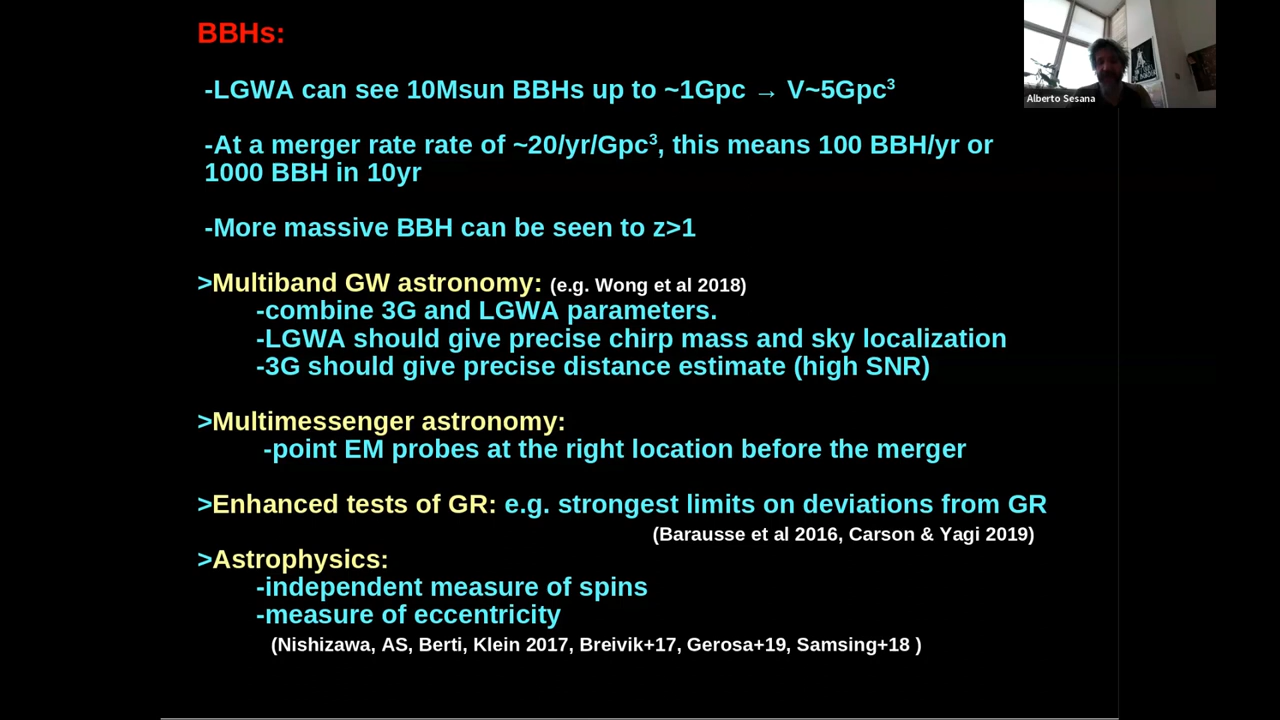 BBHs:
-LGWA can see 10Msun BBHs up to ~1Gpc → V~5Gpc³
-At a merger rate rate of ~20/yr/Gpc³, this means 100 BBH/yr or
1000 BBH in 10yr
-More massive BBH can be seen to z>1
>Multiband GW astronomy: (e.g. Wong et al 2018)
-combine 3G and LGWA parameters.
-LGWA should give precise chirp mass and sky localization
-3G should give precise distance estimate (high SNR)
>Multimessenger astronomy:
-point EM probes at the right location before the merger
>Enhanced tests of GR: e.g. strongest limits on deviations from GR
(Barausse et al 2016, Carson & Yagi 2019)
>Astrophysics:
-independent measure of spins
-measure of eccentricity
(Nishizawa, AS, Berti, Klein 2017, Breivik+17, Gerosa+19, Samsing+18 )
Alberto Sesana